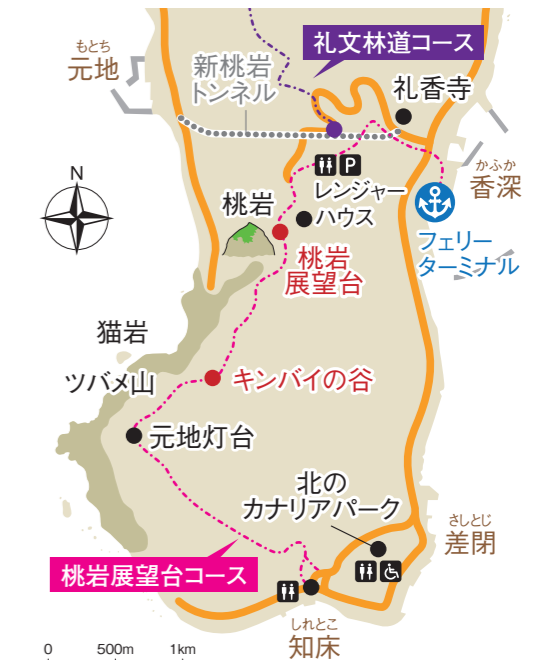 礼文林道コース
もとち
元地
新桃岩
トンネル
礼香寺
かふか
香深
N
P
レンジャー
ハウス
桃岩
フェリー
ターミナル
桃岩
展望台
猫岩
ツバメ山
キンバイの谷
元地灯台
北の
カナリアパーク
さしとじ
差閉
桃岩展望台コース
しれとこ
知床
0 500m 1km